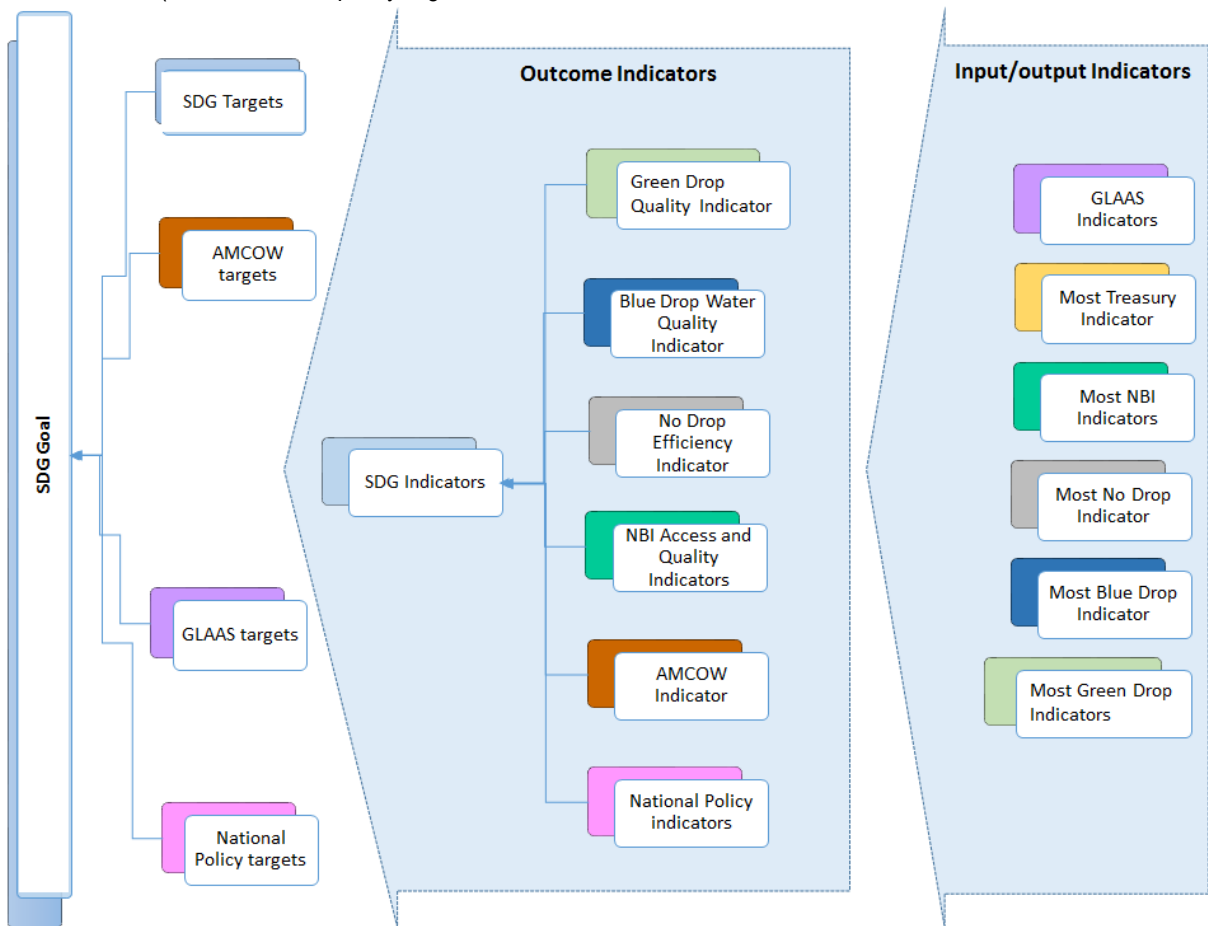 SDG Goal
SDG Targets
AMCOW
targets
GLAAS targets
National
Policy targets
Outcome Indicators
SDG Indicators
Green Drop
Quality Indicator
Blue Drop Water
Quality
Indicator
No Drop
Efficiency
Indicator
NBI Access and
Quality
Indicators
AMCOW
Indicator
National Policy
indicators
Input/output Indicators
GLAAS
Indicators
Most Treasury
Indicator
Most NBI
Indicators
Most No Drop
Indicator
Most Blue Drop
Indicator
Most Green Drop
Indicators